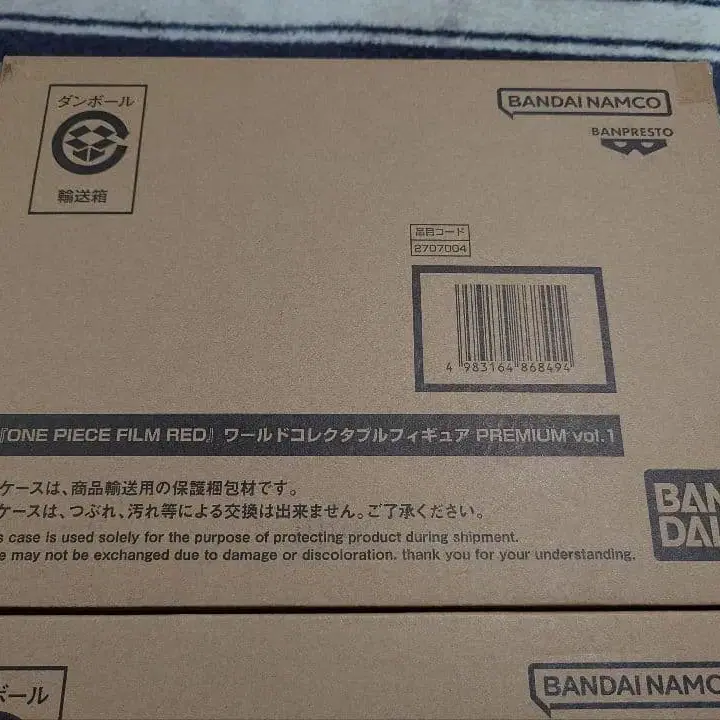 ダンボール
輸送箱
BANDAI NAMCO
BANPRESTO
品目コード
2707004
4 983164 868494
『ONE PIECE FILM RED』ワールドコレクタブルフィギュア PREMIUM vol.1
ケースは、商品輸送用の保護梱包材です。
ケースは、つぶれ、汚れ等による交換は出来ません。ご了承ください。
s case is used solely for the purpose of protecting product during shipment.
e may not be exchanged due to damage or discoloration. thank you for your understanding.
BAN
DAI
ボール
BANDAI NAMC